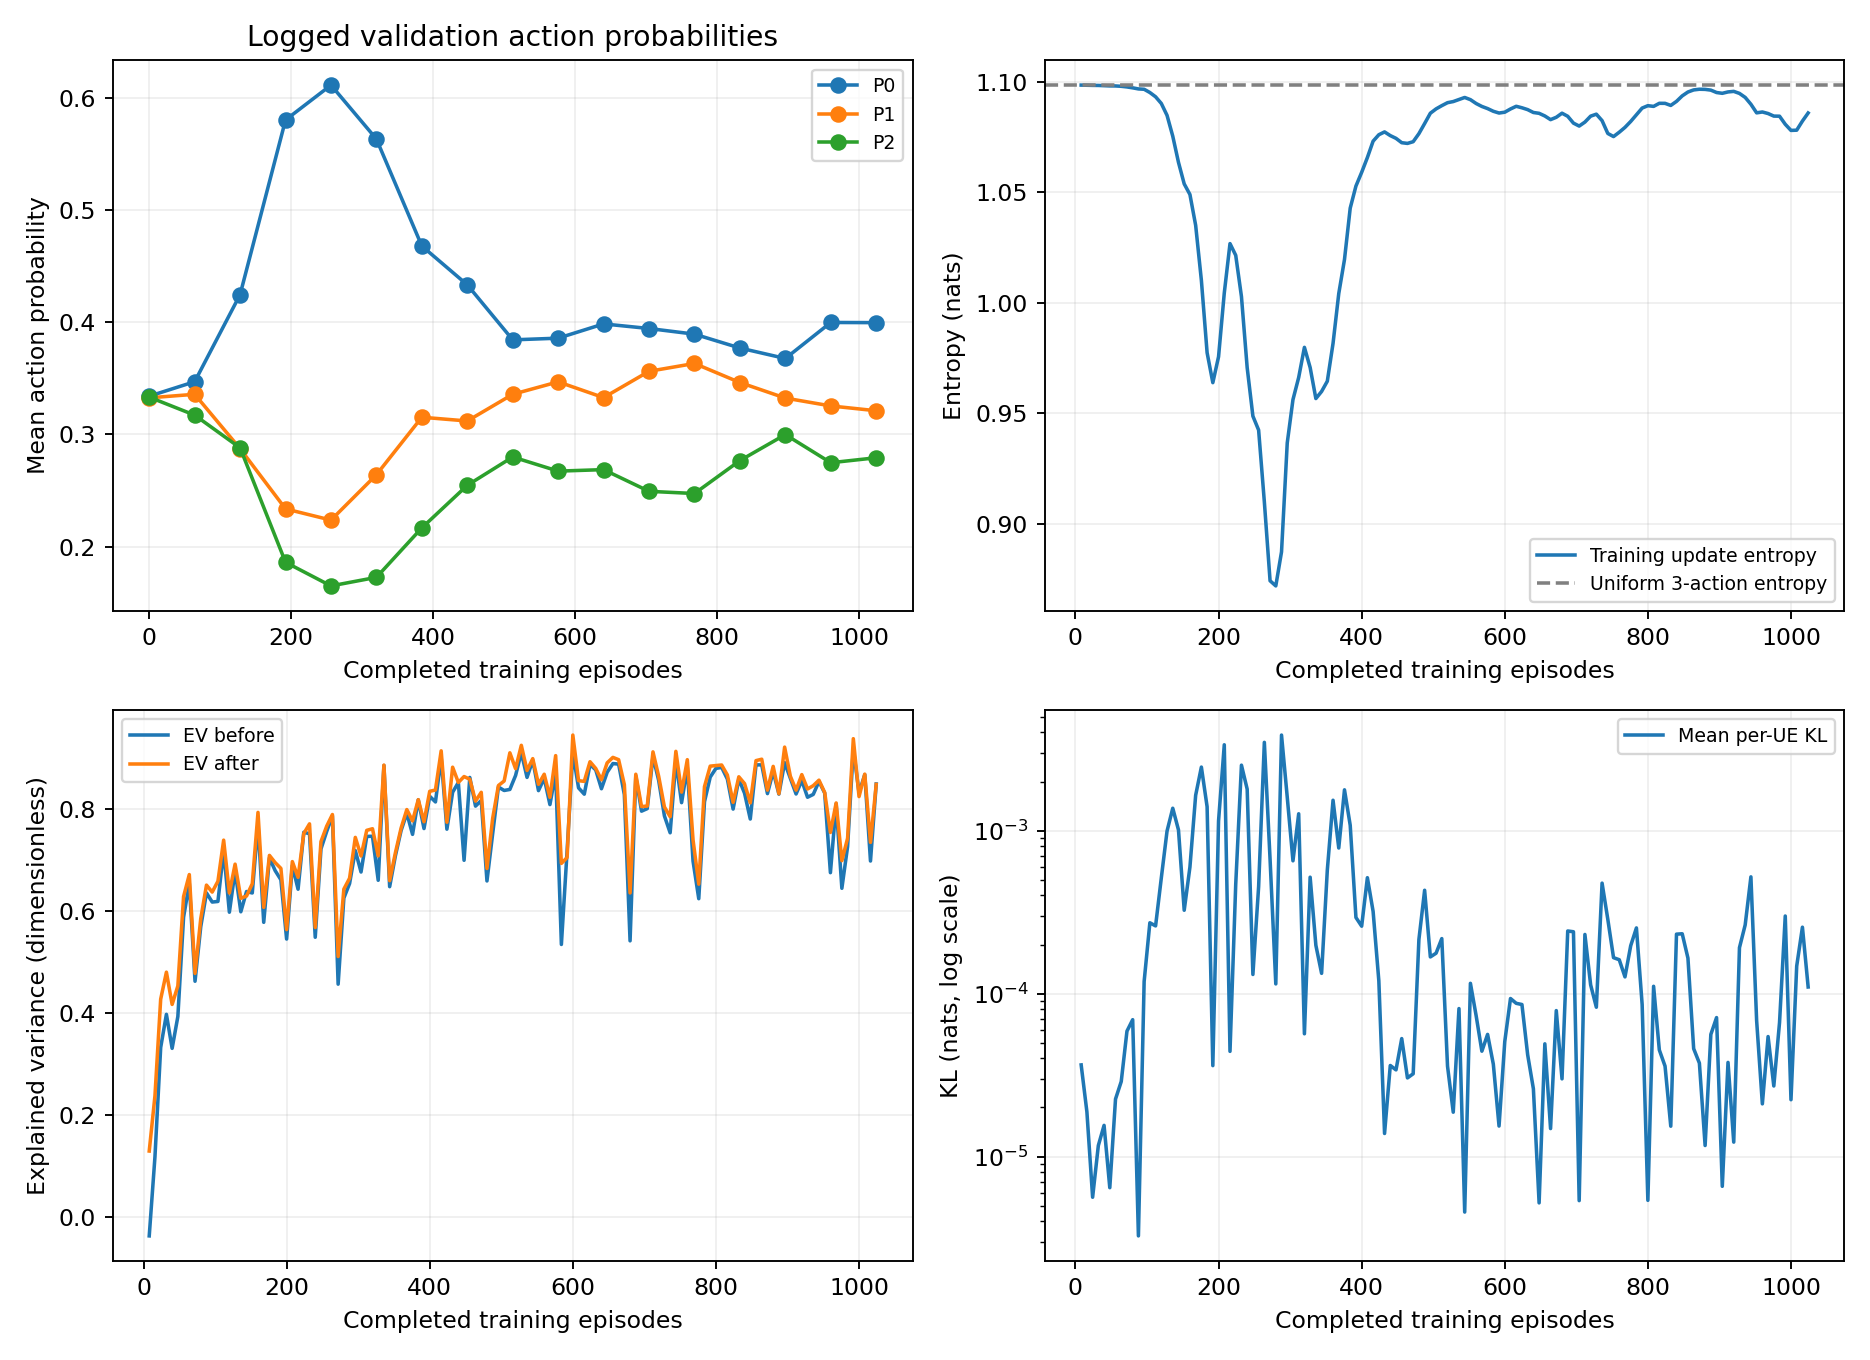 Logged validation action probabilities
Mean action probability
0.6
0.5
0.4
0.3
0.2
P0
P1
P2
0
200
400
600
800
1000
Completed training episodes
Entropy (nats)
1.10
1.05
1.00
0.95
0.90
Training update entropy
Uniform 3-action entropy
0
200
400
600
800
1000
Completed training episodes
Explained variance (dimensionless)
0.8
0.6
0.4
0.2
0.0
EV before
EV after
0
200
400
600
800
1000
Completed training episodes
KL (nats, log scale)
10⁻³
10⁻⁴
10⁻⁵
Mean per-UE KL
0
200
400
600
800
1000
Completed training episodes